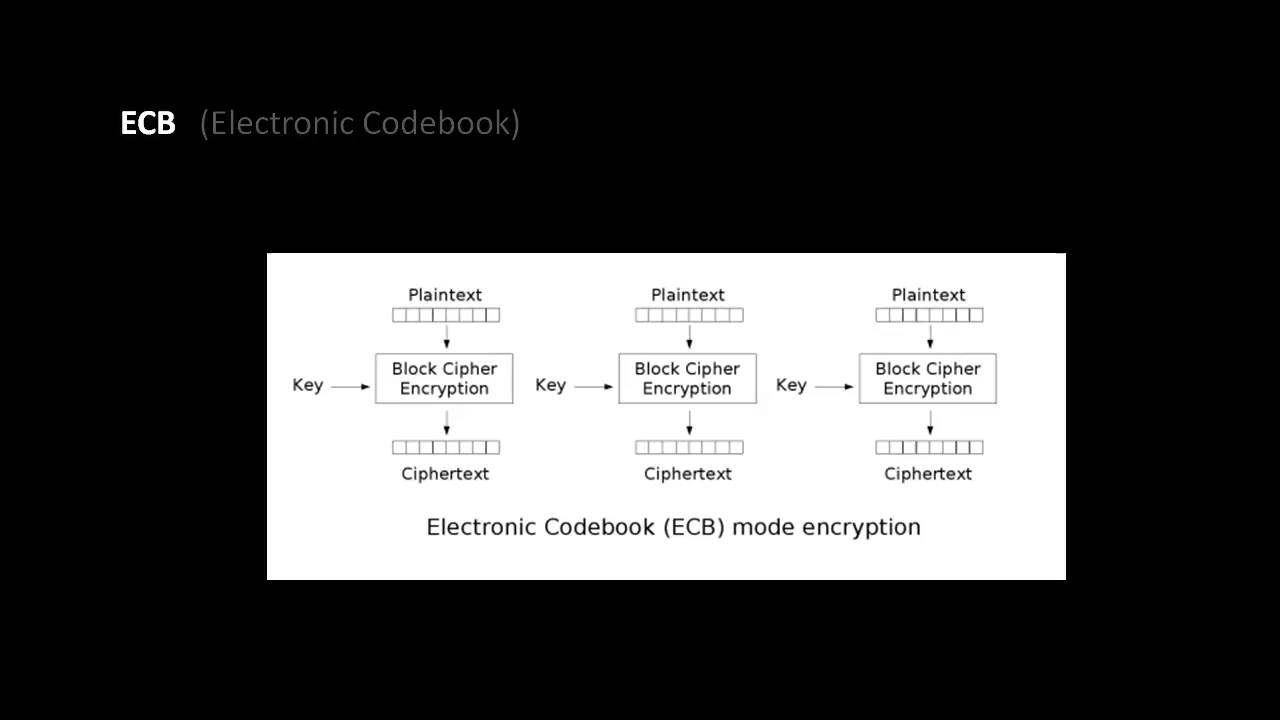 ECB (Electronic Codebook)
Plaintext Plaintext Plaintext
Key Block Cipher Encryption Key Block Cipher Encryption Key Block Cipher Encryption
Ciphertext Ciphertext Ciphertext
Electronic Codebook (ECB) mode encryption